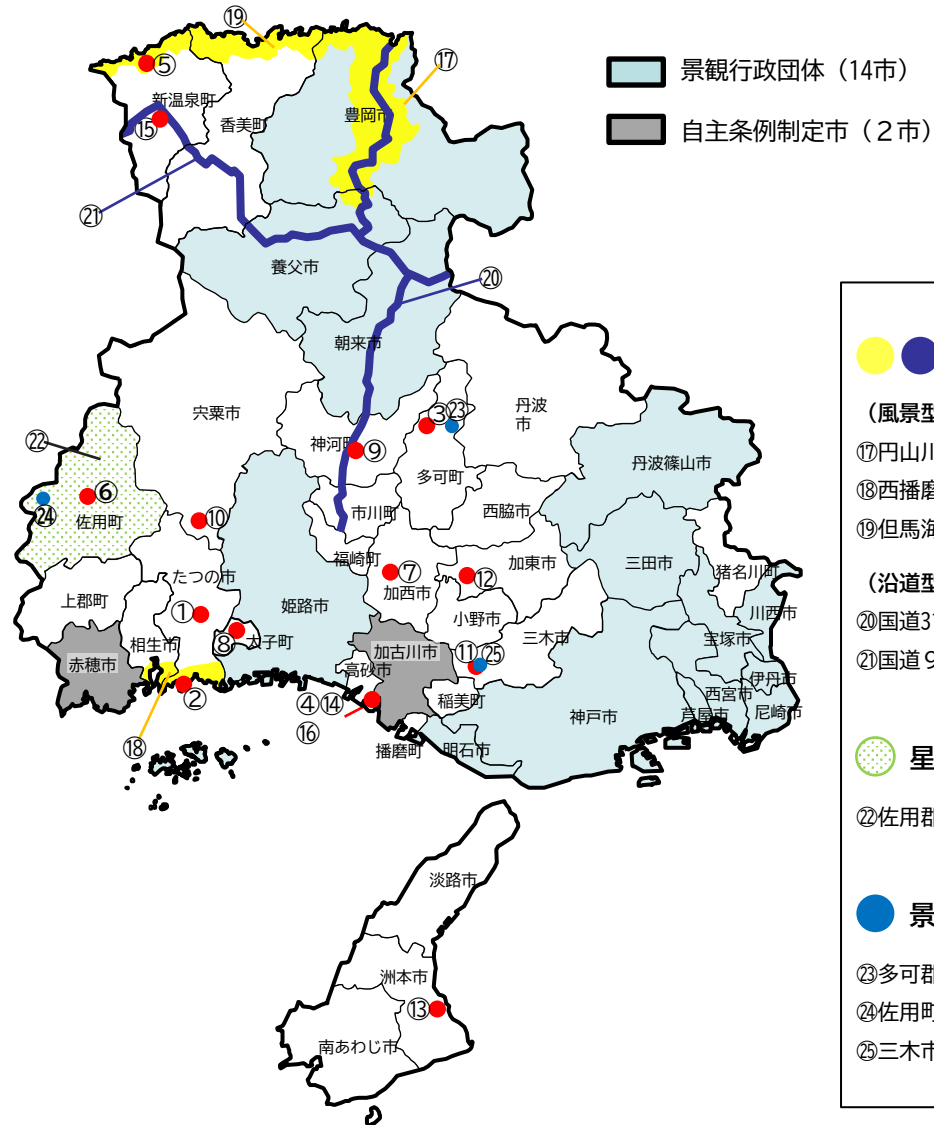 ⑲
⑤
⑰
景観行政団体（14市）
新温泉町
香美町
豊岡市
自主条例制定市（２市）
⑮
㉑
養父市
⑳
朝来市
宍粟市
③
㉓
丹波市
㉒
神河町
⑨
多可町
丹波篠山市
㉔
⑥
佐用町
⑩
市川町
西脇市
福崎町
加東市
たつの市
⑦
加西市
⑫
三田市
猪名川町
上郡町
①
姫路市
小野市
川西市
相生市
⑧
太子町
三木市
宝塚市
赤穂市
加古川市
⑪
㉕
伊丹市
高砂市
西宮市
②
④⑭
稲美町
神戸市
芦屋市
尼崎市
⑯
⑱
播磨町
明石市
淡路市
洲本市
⑬
南あわじ市
（風景型
⑰円山川
⑱西播磨
⑲但馬海
（沿道型
⑳国道31
㉑国道９
星
㉒佐用郡
景
㉓多可郡
㉔佐用町
㉕三木市